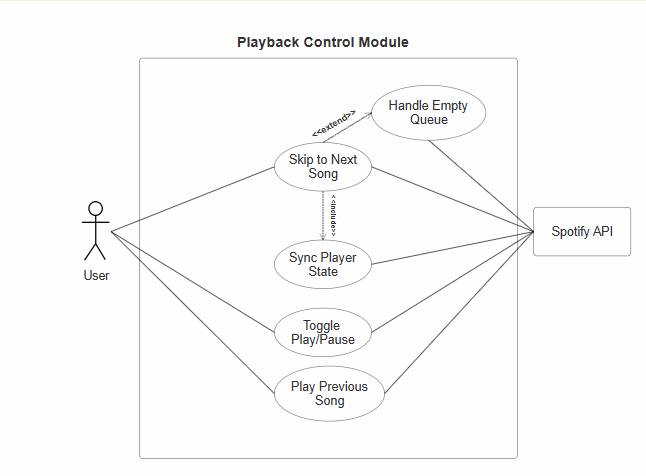 Playback Control Module
Handle Empty
Queue
<<extend>>
Skip to Next
Song
<<include>>
Spotify API
Sync Player
State
User
Toggle
Play/Pause
Play Previous
Song